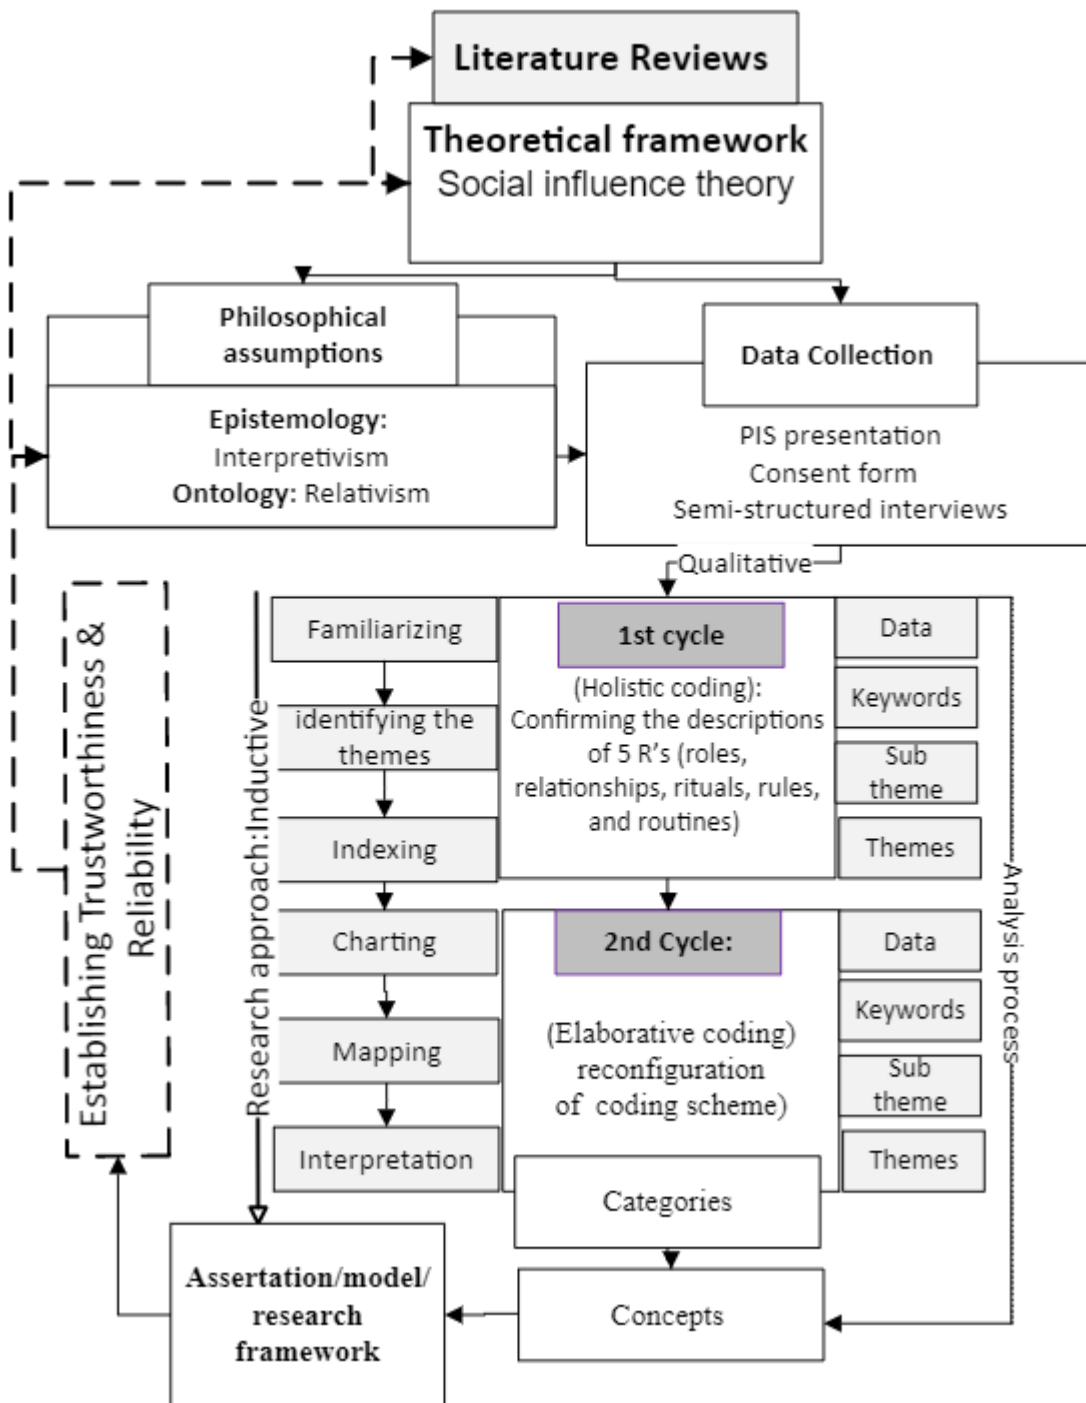 Literature Reviews
Theoretical framework
Social influence theory
Philosophical
assumptions
Epistemology:
Interpretivism
Ontology: Relativism
Data Collection
PIS presentation
Consent form
Semi-structured interviews
Qualitative
Establishing Trustworthiness &
Reliability
Research approach:Inductive
Familiarizing
identifying the
themes
Indexing
Charting
Mapping
Interpretation
1st cycle
(Holistic coding):
Confirming the descriptions
of 5 R's (roles,
relationships, rituals, rules,
and routines)
2nd Cycle:
(Elaborative coding)
reconfiguration
of coding scheme)
Data
Keywords
Sub
theme
Themes
Data
Keywords
Sub
theme
Themes
Analysis process
Categories
Concepts
Assertation/model/
research
framework